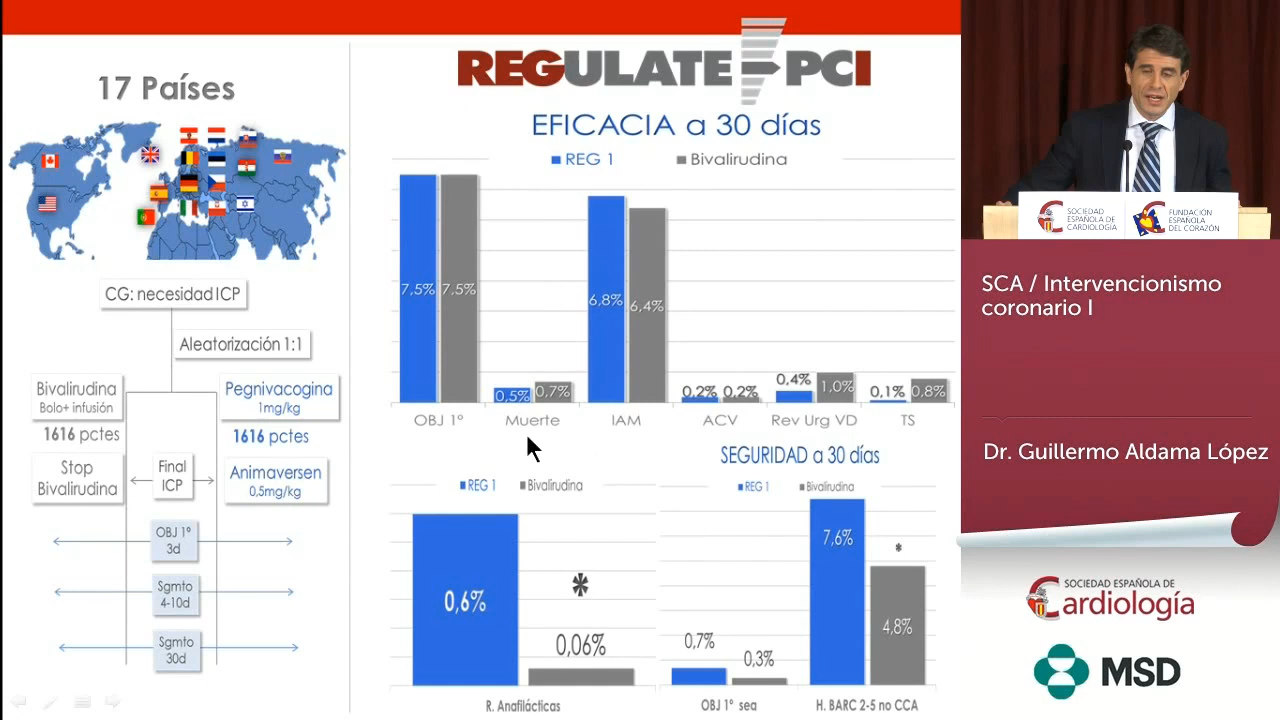 17 Países
CG: necesidad ICP
Aleatorización 1:1
Bivalirudina
Bolo+ infusión
1616 pctes
Pegnivacogina
1mg/kg
1616 pctes
Stop
Bivalirudina
Final
ICP
Animaversen
0,5mg/kg
OBJ 1º
3d
Sgmto
4-10d
Sgmto
30d
REGULATE PCI
EFICACIA a 30 días
REG 1 Bivalirudina
7,5% 7,5% 0,5% 0,7% 6,8% 6,4% 0,2% 0,2% 0,4% 1,0% 0,1% 0,8%
OBJ 1º Muerte IAM ACV Rev Urg VD TS
REG 1 Bivalirudina
0,6% * 0,06%
R. Anafilácticas
SEGURIDAD a 30 días
REG 1 Bivalirudina
0,7% 0,3% 7,6% * 4,8%
OBJ 1º sea H. BARC 2-5 no CCA
SOCIEDAD
ESPAÑOLA DE
CARDIOLOGÍA
FUNDACIÓN
ESPAÑOLA
DEL CORAZÓN
SCA / Intervencionismo
coronario I
Dr. Guillermo Aldama López
SOCIEDAD ESPAÑOLA DE
Cardiología
MSD